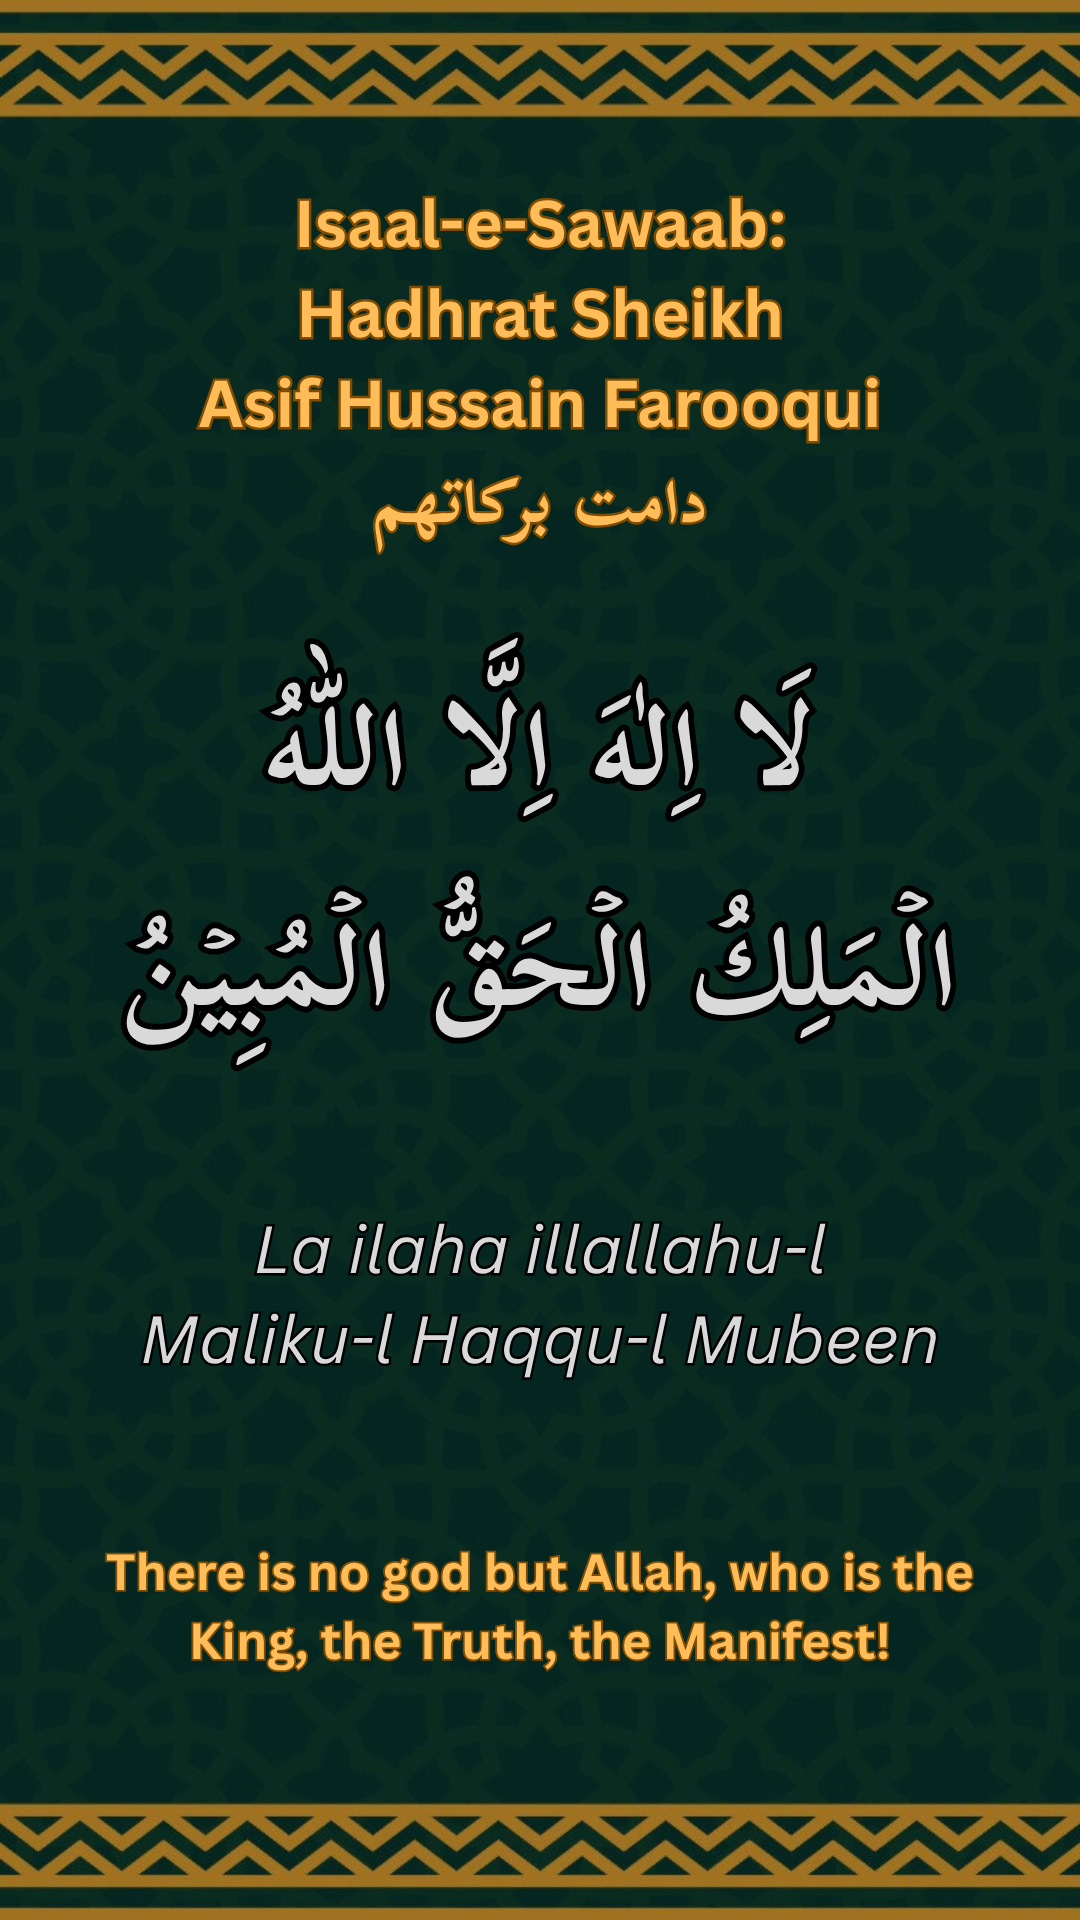 Isaal-e-Sawaab:
Hadhrat Sheikh
Asif Hussain Farooqui
دامت برکاتهم
لَا اِلٰهَ اِلَّا اللّٰهُ
الْمَلِكُ الْحَقُّ الْمُبِيْنُ
La ilaha illallahu-l
Maliku-l Haqqu-l Mubeen
There is no god but Allah, who is the
King, the Truth, the Manifest!